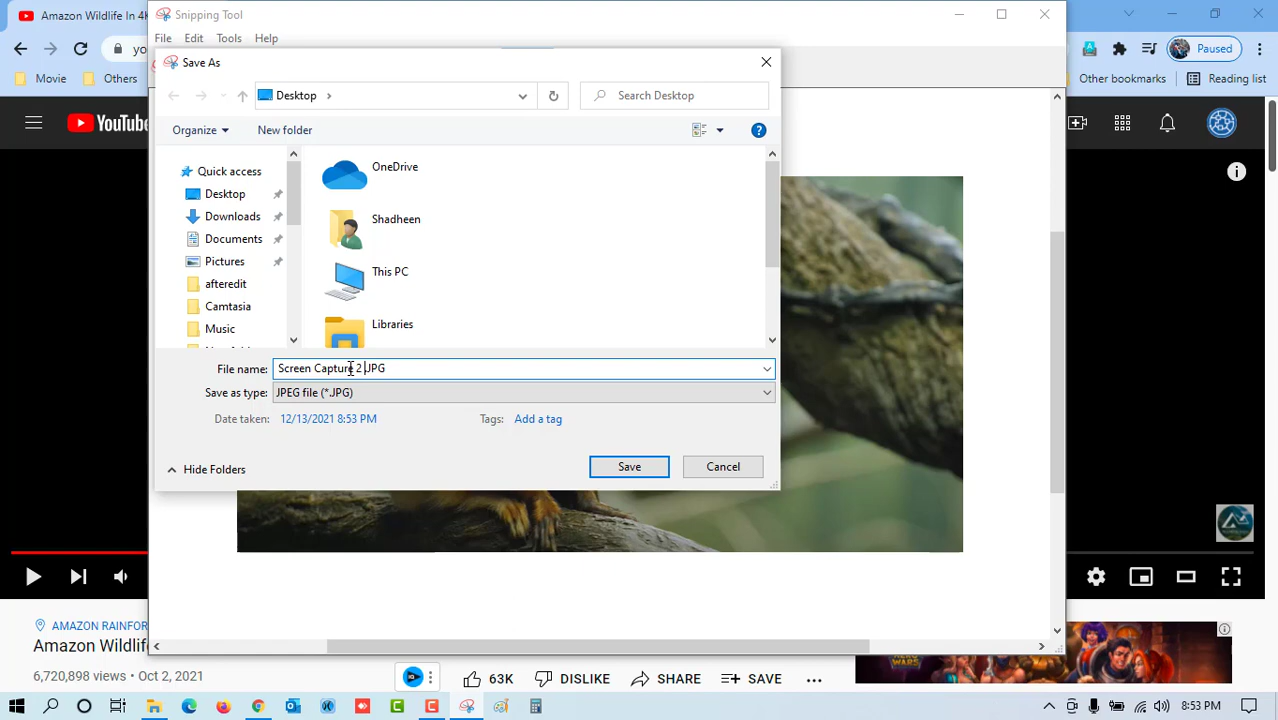 Amazon Wildlife In 4K
Snipping Tool
Paused
File Edit Tools Help
Movie
Others
Other bookmarks
Reading list
Save As
Desktop
Search Desktop
YouTube
Organize
New folder
Quick access
Desktop
Downloads
Documents
Pictures
afteredit
Camtasia
Music
OneDrive
Shadheen
This PC
Libraries
File name:
Screen Capture 2 JPG
Save as type:
JPEG file (*.JPG)
Date taken:
12/13/2021 8:53 PM
Tags:
Add a tag
Hide Folders
Save
Cancel
AMAZON RAINFOR
Amazon Wildlife
6,720,898 views • Oct 2, 2021
63K
DISLIKE
SHARE
SAVE
HERO WARS
8:53 PM